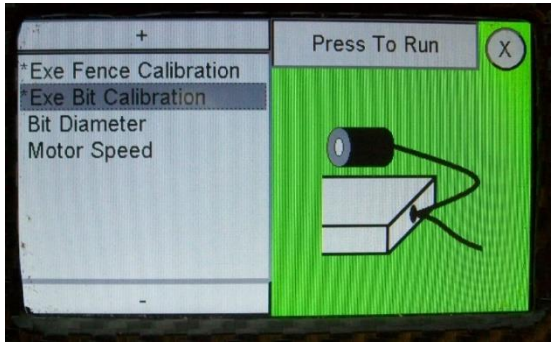 +
*Exe Fence Calibration
*Exe Bit Calibration
Bit Diameter
Motor Speed
-
Press To Run
X